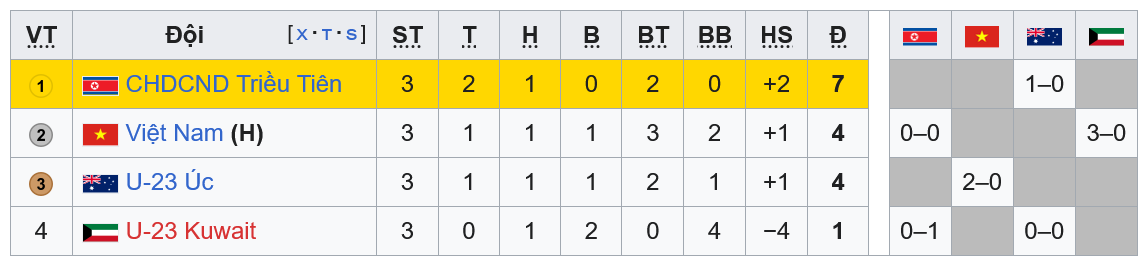 VT Đội [X·T·S] ST T H B BT BB HS Đ
1 CHDCND Triều Tiên 3 2 1 0 2 0 +2 7 1–0
2 Việt Nam (H) 3 1 1 1 3 2 +1 4 0–0 3–0
3 U-23 Úc 3 1 1 1 2 1 +1 4 2–0
4 U-23 Kuwait 3 0 1 2 0 4 −4 1 0–1 0–0